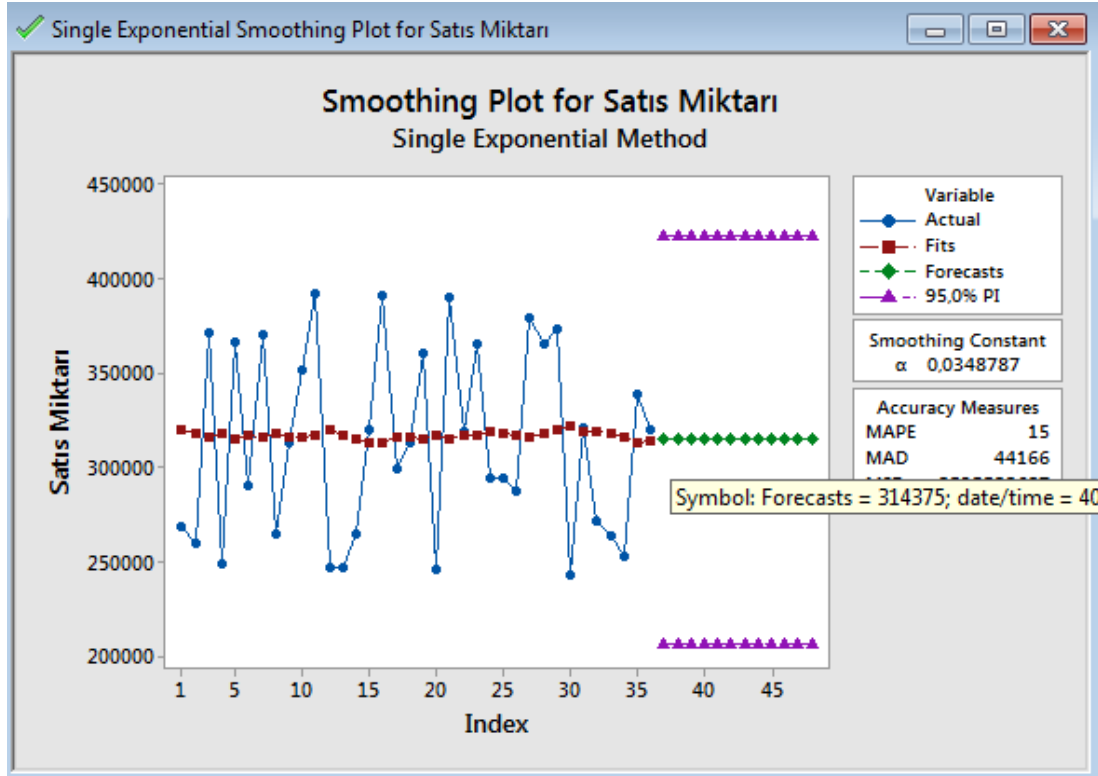 Single Exponential Smoothing Plot for Satıs Miktarı
Smoothing Plot for Satıs Miktarı
Single Exponential Method
450000
400000
350000
300000
250000
200000
Satıs Miktarı
1 5 10 15 20 25 30 35 40 45
Index
Variable
Actual
Fits
Forecasts
95,0% PI
Smoothing Constant
α 0,0348787
Accuracy Measures
MAPE 15
MAD 44166
Symbol: Forecasts = 314375; date/time = 40